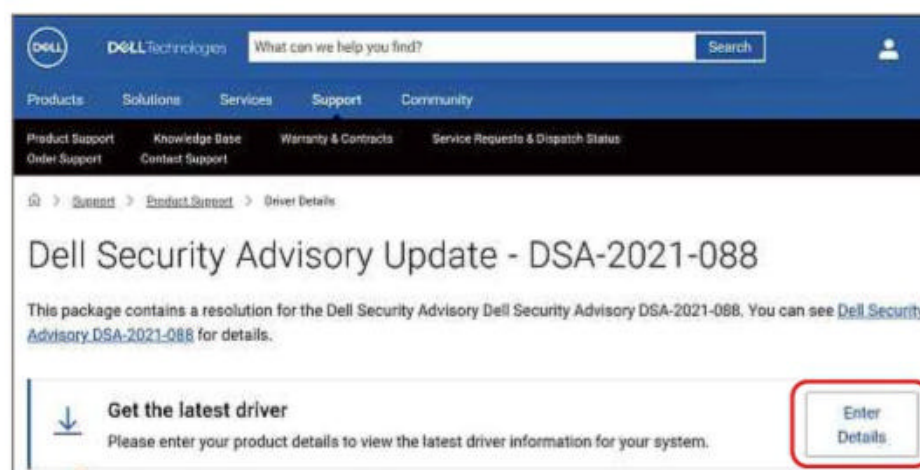 DELL DELLTechnologies What can we help you find? Search
Products Solutions Services Support Community
Product Support Knowledge Base Warranty & Contracts Service Requests & Dispatch Status
Order Support Contact Support
> Support > Product Support > Driver Details
Dell Security Advisory Update - DSA-2021-088
This package contains a resolution for the Dell Security Advisory Dell Security Advisory DSA-2021-088. You can see Dell Security
Advisory DSA-2021-088 for details.
Get the latest driver
Please enter your product details to view the latest driver information for your system.
Enter
Details